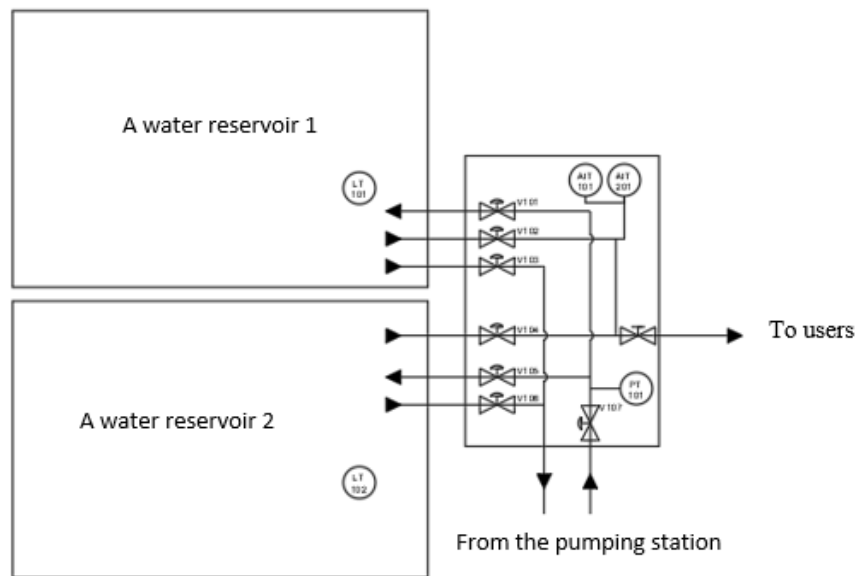 A water reservoir 1
LT
101
AIT
101
AIT
201
V101
V102
V103
V104
To users
V105
PT
101
V106
V107
A water reservoir 2
LT
102
From the pumping station